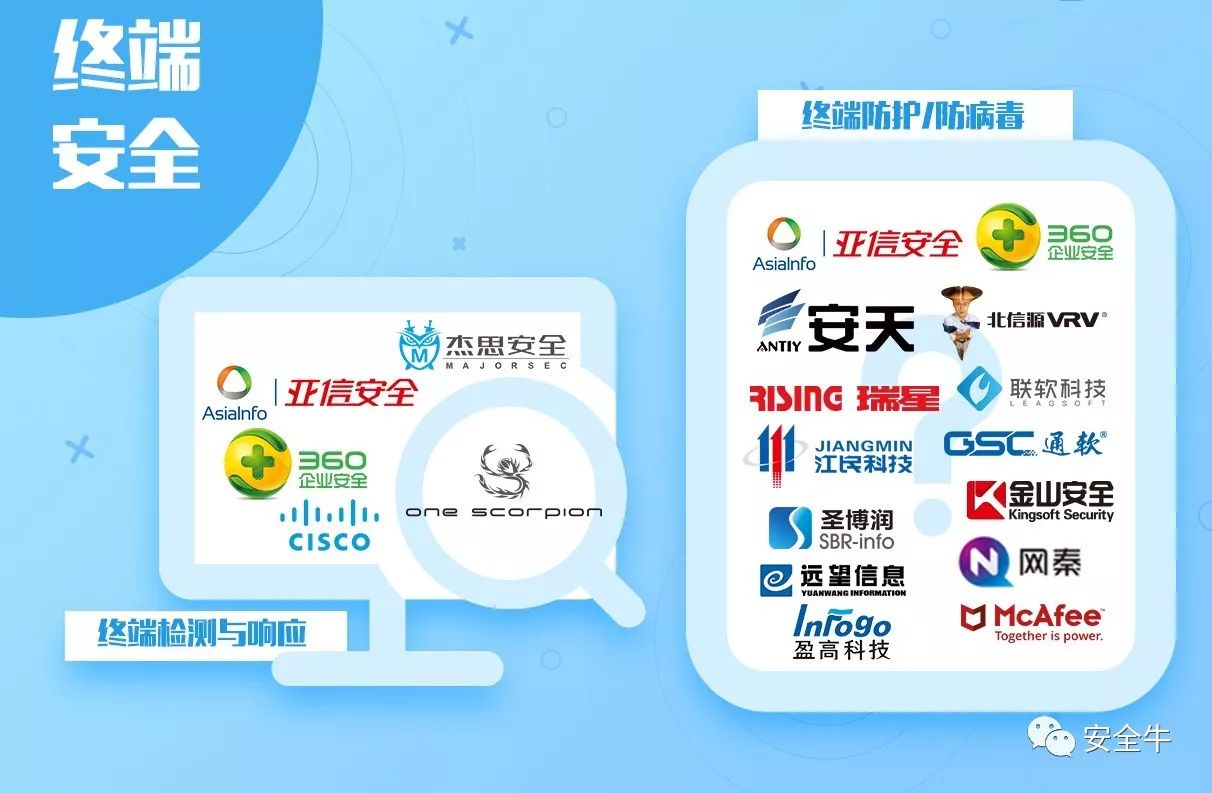 终端
安全
终端检测与响应
M
杰思安全
MAJORSEC
AsiaInfo
亚信安全
360
企业安全
CISCO
one scorpion
终端防护/防病毒
AsiaInfo
亚信安全
360
企业安全
ANTIY
安天
北信源VRV®
RISING 瑞星
联软科技
LEAGSOFT
JIANGMIN
江民科技
GSC 通软®
圣博润
SBR-info
金山安全
Kingsoft Security
远望信息
YUANWANG INFORMATION
N 网秦
Infogo
盈高科技
McAfee™
Together is power.
安全牛